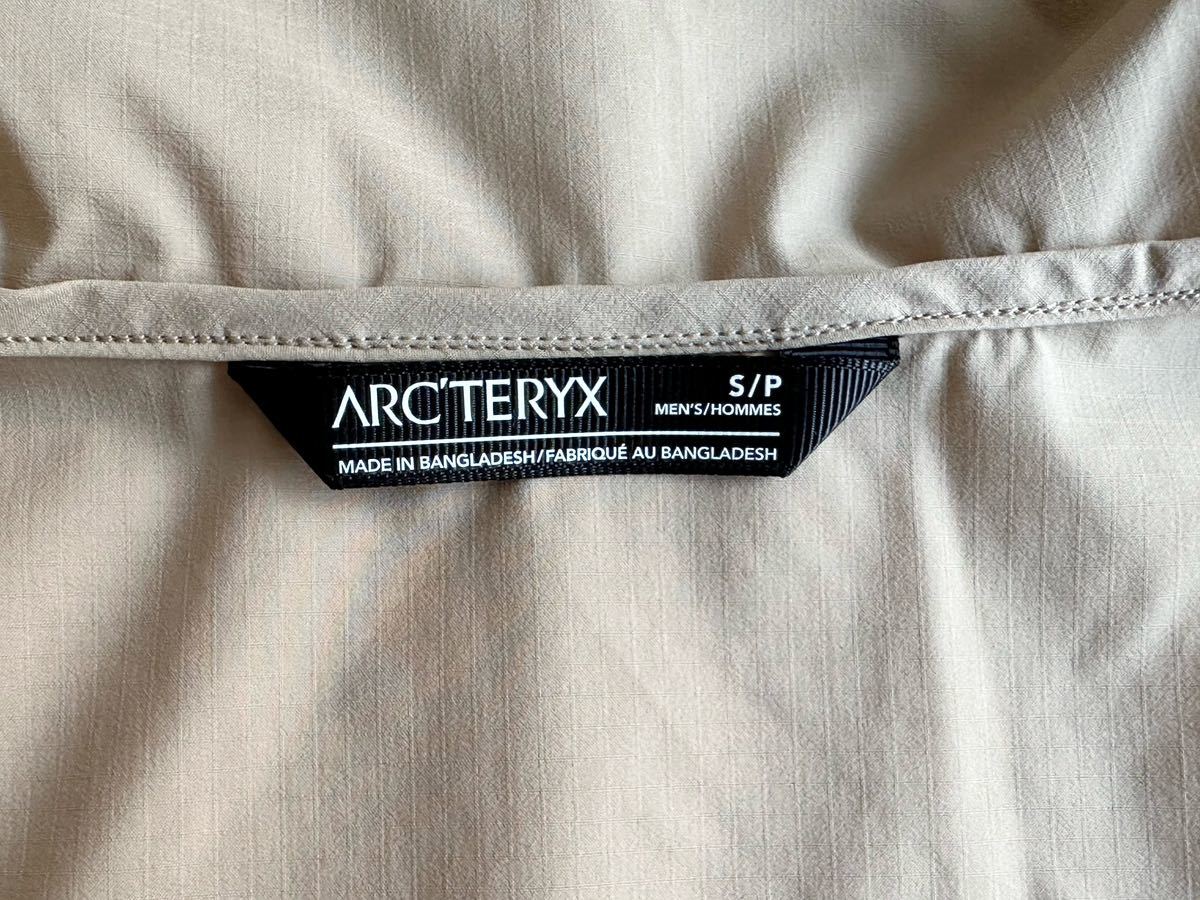 ARC'TERYX
S/P
MEN'S/HOMMES
MADE IN BANGLADESH/FABRIQUÉ AU BANGLADESH